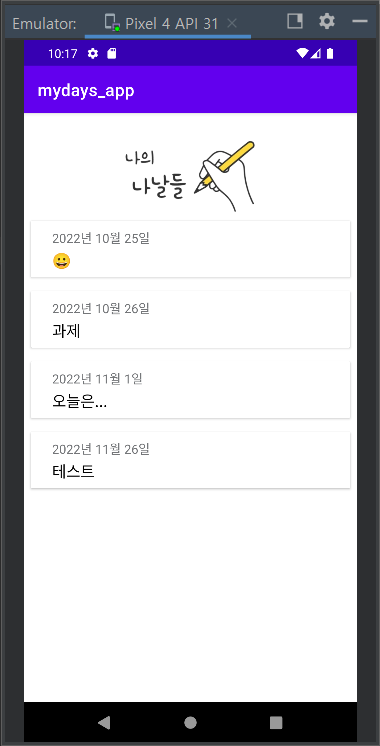 Emulator: Pixel 4 API 31
10:17
mydays_app
나의
나날들
2022년 10월 25일
😀
2022년 10월 26일
과제
2022년 11월 1일
오늘은...
2022년 11월 26일
테스트